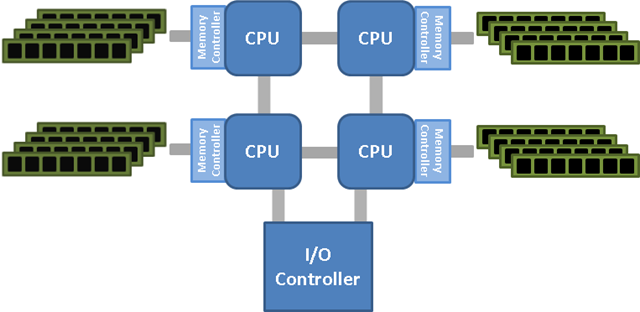 Memory
Controller
CPU
CPU
Memory
Controller
Memory
Controller
CPU
CPU
Memory
Controller
I/O
Controller